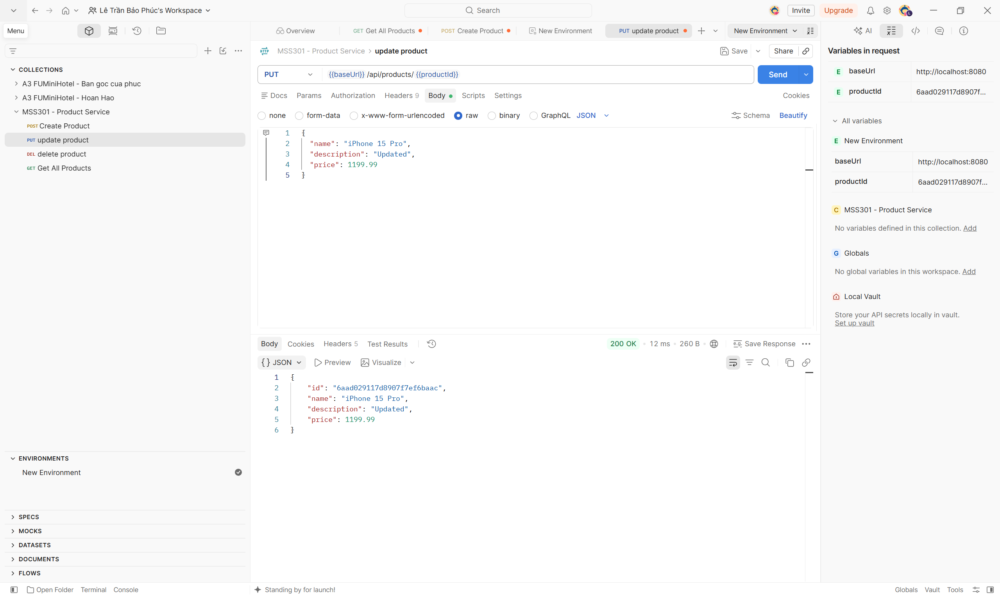 Lê Trần Bảo Phúc's Workspace
Search
Invite
Upgrade
L
Menu
Overview
GET Get All Products
POST Create Product
New Environment
PUT update product
New Environment
AI
HTTP MSS301 - Product Service > update product
Save
Share
Variables in request
COLLECTIONS
A3 FUMiniHotel - Ban goc cua phuc
A3 FUMiniHotel - Hoan Hao
MSS301 - Product Service
POST Create Product
PUT update product
DEL delete product
GET Get All Products
PUT
{{baseUrl}} /api/products/ {{productId}}
Send
Docs
Params
Authorization
Headers 9
Body
Scripts
Settings
Cookies
none
form-data
x-www-form-urlencoded
raw
binary
GraphQL
JSON
Schema
Beautify
1 {
2 "name": "iPhone 15 Pro",
3 "description": "Updated",
4 "price": 1199.99
5 }
E baseUrl http://localhost:8080
E productId 6aad029117d8907f...
All variables
E New Environment
baseUrl http://localhost:8080
productId 6aad029117d8907f...
C MSS301 - Product Service
No variables defined in this collection. Add
G Globals
No global variables in this workspace. Add
Local Vault
Store your API secrets locally in vault.
Set up vault
Body
Cookies
Headers 5
Test Results
200 OK
12 ms
260 B
e.g. Save Response
{} JSON
Preview
Visualize
1 {
2 "id": "6aad029117d8907f7ef6baac",
3 "name": "iPhone 15 Pro",
4 "description": "Updated",
5 "price": 1199.99
6 }
ENVIRONMENTS
New Environment
SPECS
MOCKS
DATASETS
DOCUMENTS
FLOWS
Open Folder
Terminal
Console
Standing by for launch!
Globals
Vault
Tools